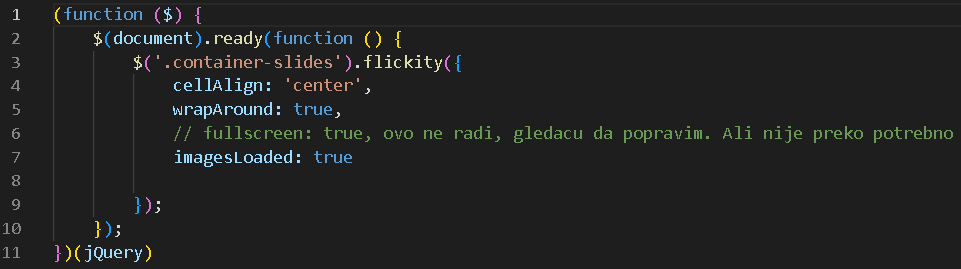 1 (function ($) {
2 $(document).ready(function () {
3 $('.container-slides').flickity({
4 cellAlign: 'center',
5 wrapAround: true,
6 // fullscreen: true, ovo ne radi, gledacu da popravim. Ali nije preko potrebno
7 imagesLoaded: true
8
9 });
10 });
11 })(jQuery)